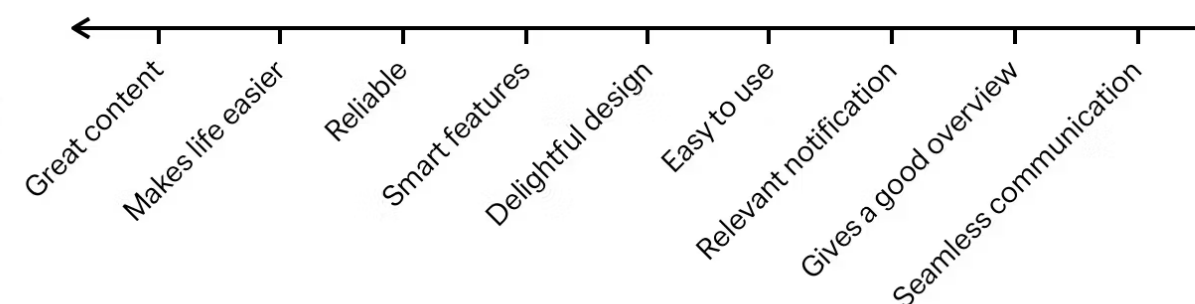 Great content
Makes life easier
Reliable
Smart features
Delightful design
Easy to use
Relevant notification
Gives a good overview
Seamless communication